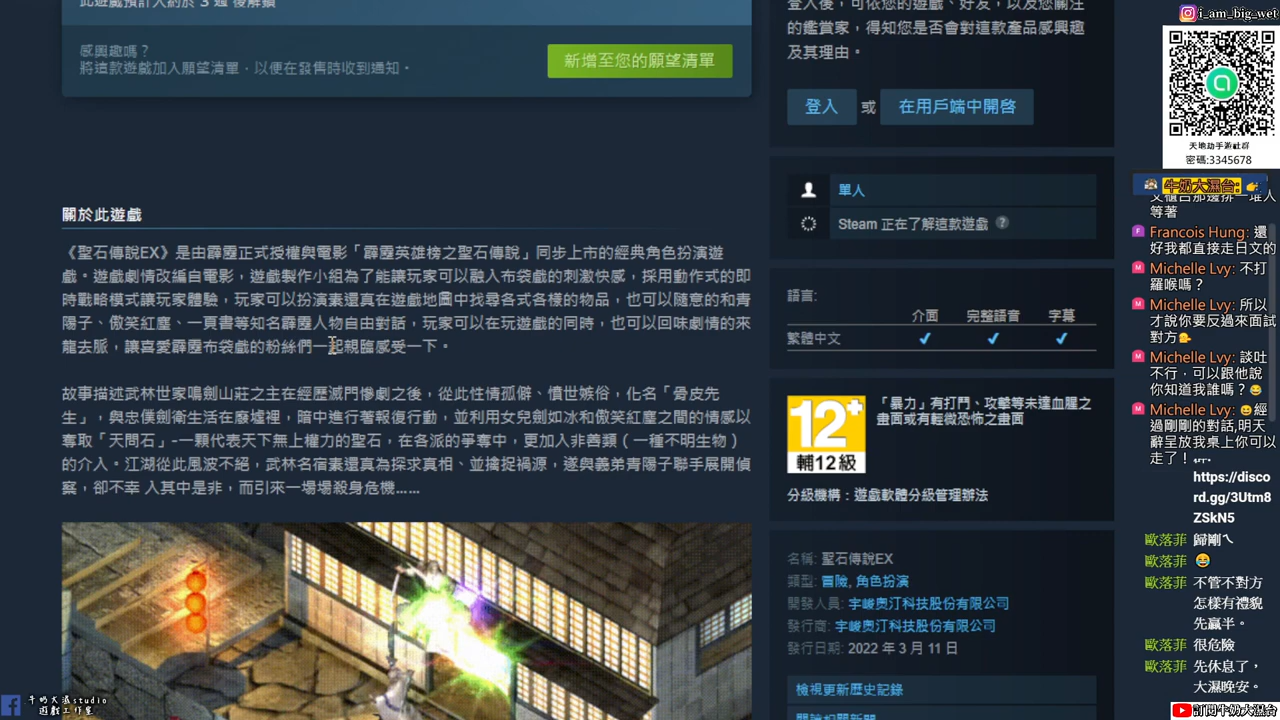 此遊戲預計大約於 3 週 後解鎖
感興趣嗎？
將這款遊戲加入願望清單，以便在發售時收到通知。
新增至您的願望清單
關於此遊戲
《聖石傳說EX》是由霹靂正式授權與電影「霹靂英雄榜之聖石傳說」同步上市的經典角色扮演遊
戲。遊戲劇情改編自電影，遊戲製作小組為了能讓玩家可以融入布袋戲的刺激快感，採用動作式的即
時戰略模式讓玩家體驗，玩家可以扮演素還真在遊戲地圖中找尋各式各樣的物品，也可以隨意的和青
陽子、傲笑紅塵、一頁書等知名霹靂人物自由對話，玩家可以在玩遊戲的同時，也可以回味劇情的來
龍去脈，讓喜愛霹靂布袋戲的粉絲們一起親臨感受一下。
故事描述武林世家鳴劍山莊之主在經歷滅門慘劇之後，從此性情孤僻、憤世嫉俗，化名「骨皮先
生」，與忠僕劍衛生活在廢墟裡，暗中進行著報復行動，並利用女兒劍如冰和傲笑紅塵之間的情感以
奪取「天問石」-一顆代表天下無上權力的聖石，在各派的爭奪中，更加入非善類（一種不明生物）
的介入。江湖從此風波不絕，武林名宿素還真為探求真相、並擒捉禍源，遂與義弟青陽子聯手展開偵
察，卻不幸 入其中是非，而引來一場場殺身危機……
登入後，可依您的遊戲、好友，以及您關注
的鑑賞家，得知您是否會對這款產品感興趣
及其理由。
登入 或 在用戶端中開啟
單人
Steam 正在了解這款遊戲 ?
語言:
介面 完整語音 字幕
繁體中文 ✔ ✔ ✔
12+
輔12級
「暴力」有打鬥、攻擊等未達血腥之
畫面或有輕微恐怖之畫面
分級機構：遊戲軟體分級管理辦法
名稱: 聖石傳說EX
類型: 冒險, 角色扮演
開發人員: 宇峻奧汀科技股份有限公司
發行商: 宇峻奧汀科技股份有限公司
發行日期: 2022 年 3 月 11 日
檢視更新歷史記錄
i_am_big_wet
天地劫手遊社群
密碼:3345678
牛奶大濕台:
文櫃台那邊排一堆人
等著
Francois Hung: 還
好我都直接走日文的
Michelle Lvy: 不打
羅喉嗎？
Michelle Lvy: 所以
才說你要反過來面試
對方
Michelle Lvy: 談吐
不行，可以跟他說
你知道我誰嗎？😂
Michelle Lvy: 😄經
過剛剛的對話,明天
辭呈放我桌上你可以
走了！
https://disco
rd.gg/3Utm8
ZSkN5
歐落菲 歸剛ㄟ
歐落菲 😂
歐落菲 不管不對方
怎樣有禮貌
先贏半。
歐落菲 很危險
歐落菲 先休息了，
大濕晚安。
訂閱牛奶大濕台
牛奶大濕studio
遊戲工作室